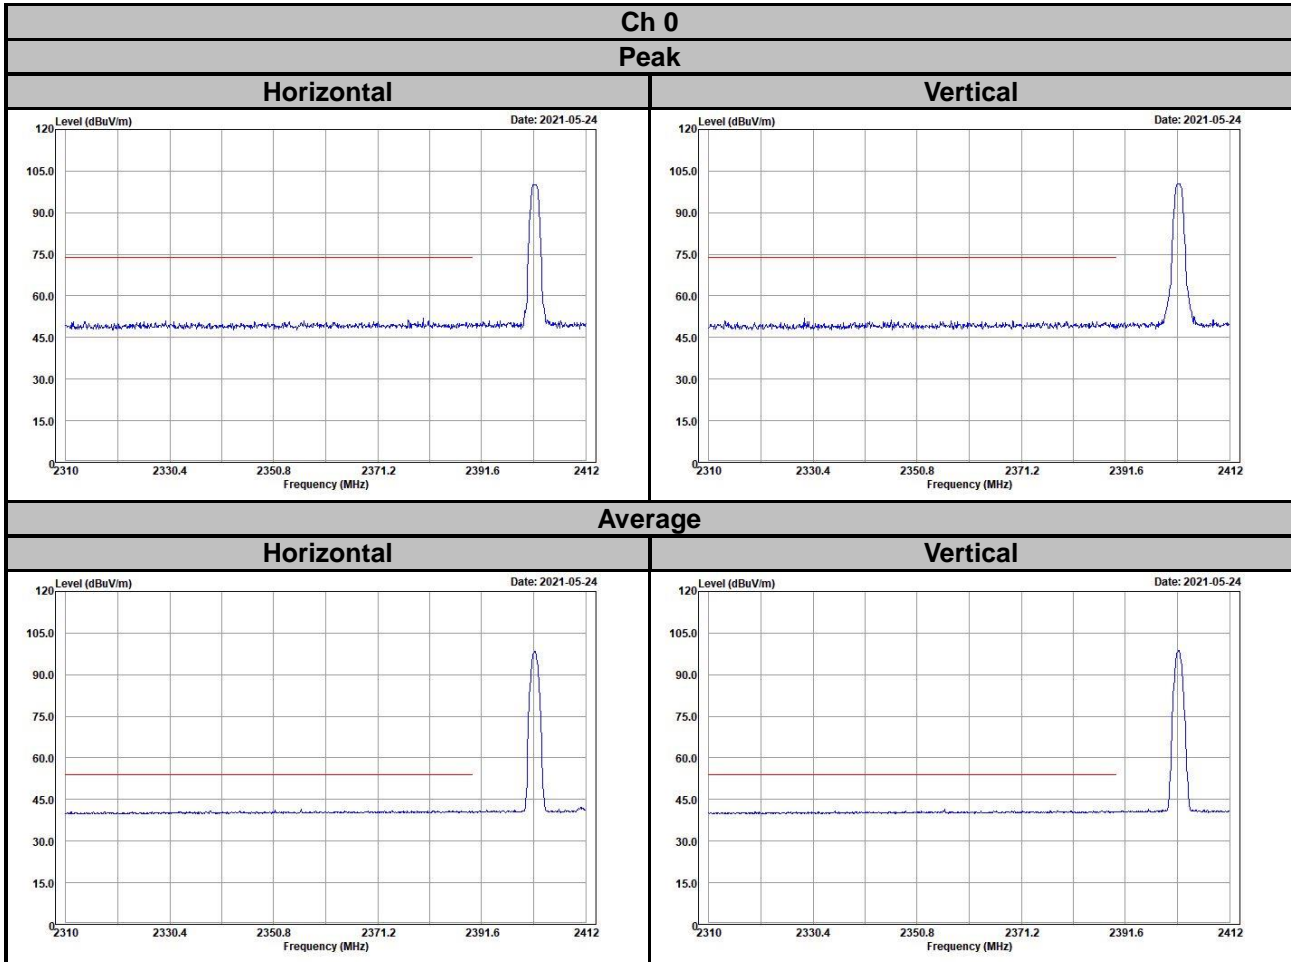 Ch 0
Peak
Horizontal Vertical
Level (dBuV/m) Date: 2021-05-24 Level (dBuV/m) Date: 2021-05-24
120 120
105.0 105.0
90.0 90.0
75.0 75.0
60.0 60.0
45.0 45.0
30.0 30.0
15.0 15.0
0 0
2310 2330.4 2350.8 2371.2 2391.6 2412 2310 2330.4 2350.8 2371.2 2391.6 2412
Frequency (MHz) Frequency (MHz)
Average
Horizontal Vertical
Level (dBuV/m) Date: 2021-05-24 Level (dBuV/m) Date: 2021-05-24
120 120
105.0 105.0
90.0 90.0
75.0 75.0
60.0 60.0
45.0 45.0
30.0 30.0
15.0 15.0
0 0
2310 2330.4 2350.8 2371.2 2391.6 2412 2310 2330.4 2350.8 2371.2 2391.6 2412
Frequency (MHz) Frequency (MHz)